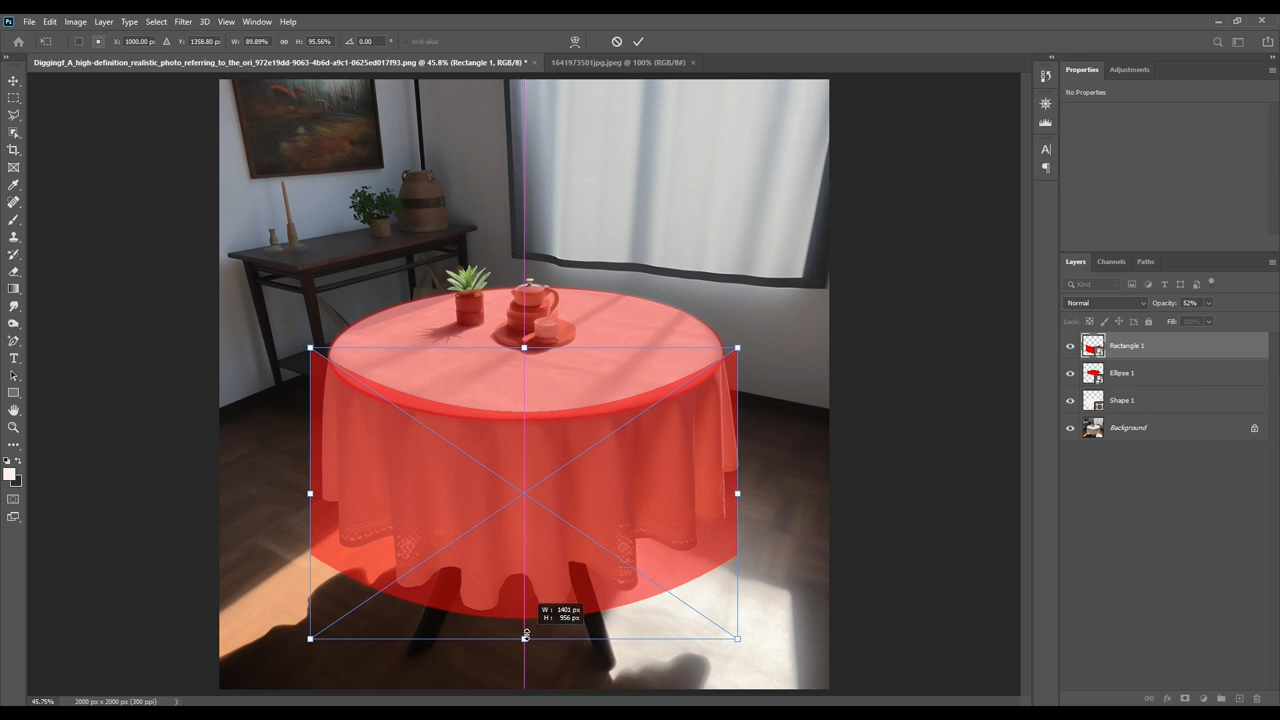 Ps File Edit Image Layer Type Select Filter 3D View Window Help
X: 1000.00 px Y: 1358.80 px W: 89.89% H: 95.56% 0.00 ° Anti-alias
Diggingf_A_high-definition_realistic_photo_referring_to_the_ori_972e19dd-9063-4b6d-a9c1-0625ed017f93.png @ 45.8% (Rectangle 1, RGB/8) * × 1641973501jpg.jpeg @ 100% (RGB/8#) ×
Properties Adjustments
No Properties
Layers Channels Paths
Kind
Normal Opacity: 52%
Lock: Fill: 100%
Rectangle 1
Ellipse 1
Shape 1
Background
W : 1401 px
H : 956 px
45.75% 2000 px x 2000 px (300 ppi)